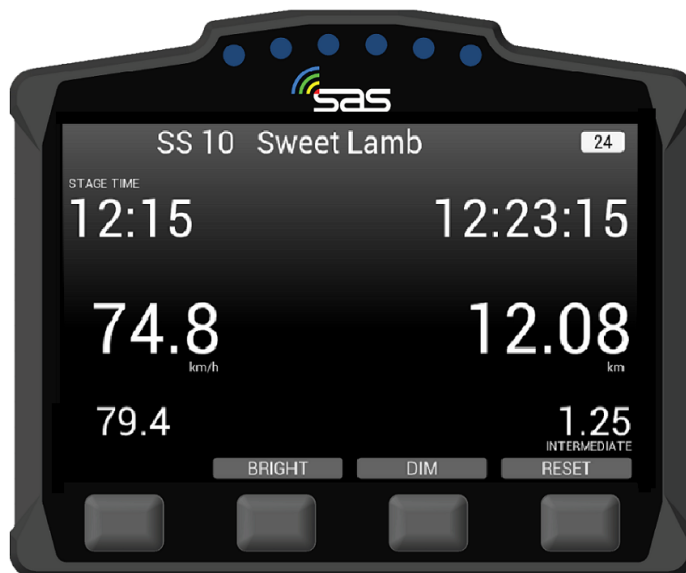 sas
SS 10 Sweet Lamb 24
STAGE TIME
12:15 12:23:15
74.8 12.08
km/h km
79.4 1.25
INTERMEDIATE
BRIGHT DIM RESET